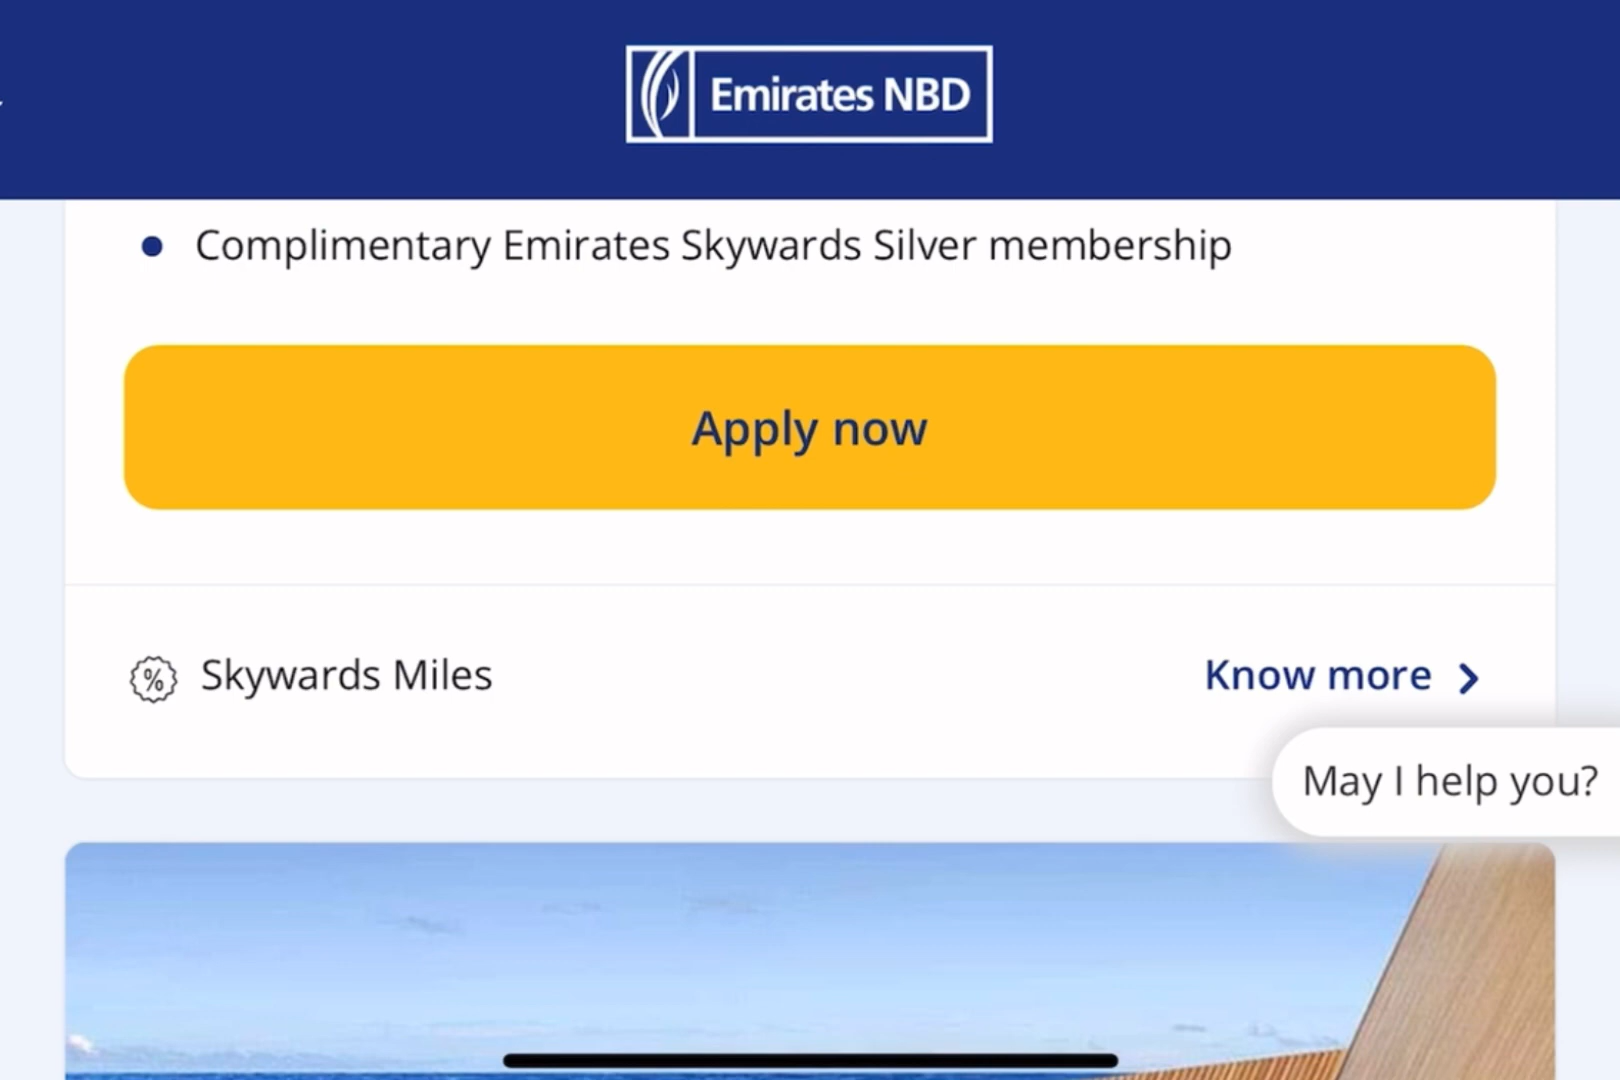 Emirates NBD
Complimentary Emirates Skywards Silver membership
Apply now
Skywards Miles
Know more
May I help you?